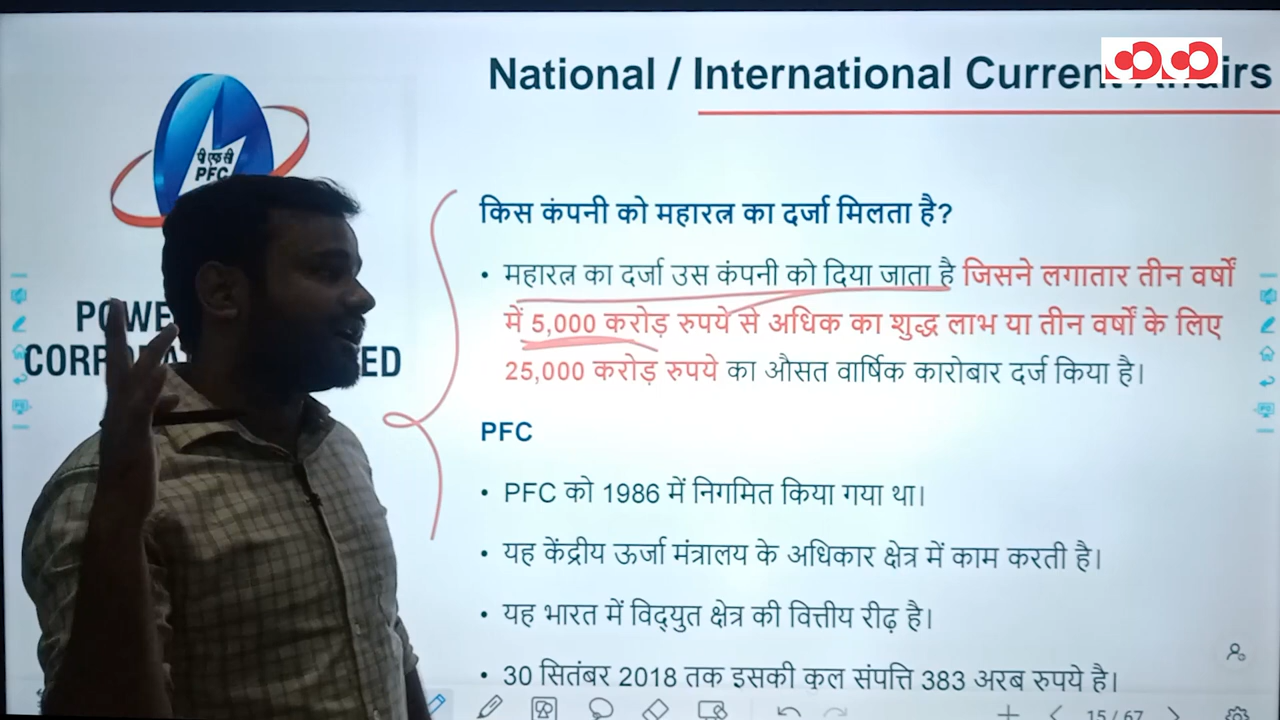 National / International Current Affairs
पी एफ सी
PFC
किस कंपनी को महारत्न का दर्जा मिलता है?
• महारत्न का दर्जा उस कंपनी को दिया जाता है जिसने लगातार तीन वर्षों
में 5,000 करोड़ रुपये से अधिक का शुद्ध लाभ या तीन वर्षों के लिए
25,000 करोड़ रुपये का औसत वार्षिक कारोबार दर्ज किया है।
PFC
• PFC को 1986 में निगमित किया गया था।
• यह केंद्रीय ऊर्जा मंत्रालय के अधिकार क्षेत्र में काम करती है।
• यह भारत में विद्युत क्षेत्र की वित्तीय रीढ़ है।
• 30 सितंबर 2018 तक इसकी कुल संपत्ति 383 अरब रुपये है।
15 / 67